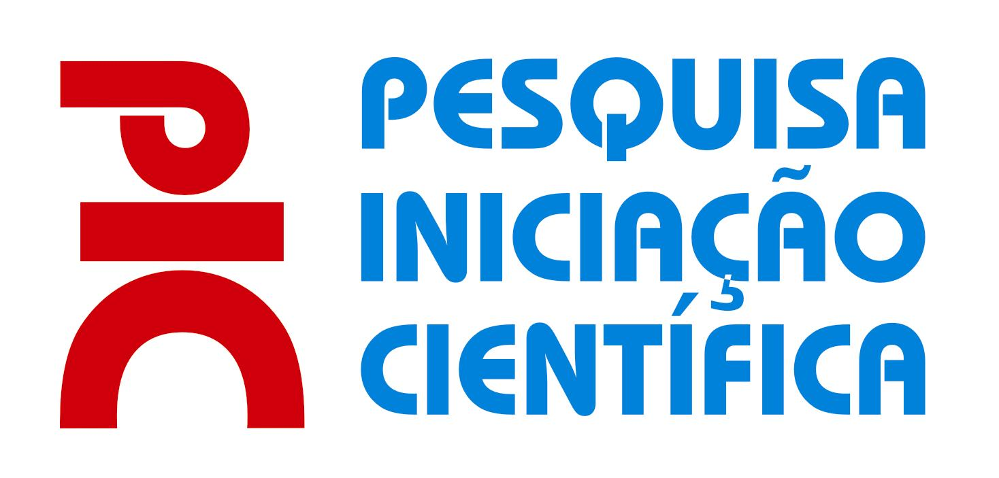 PIC
PESQUISA
INICIAÇÃO
CIENTÍFICA